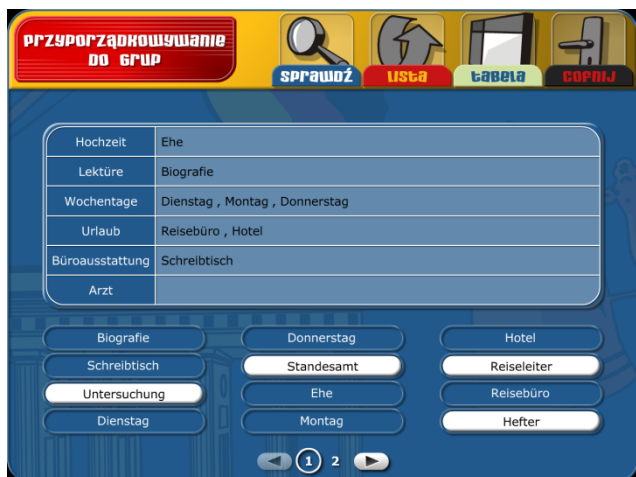 Przyporządkowywanie
do grup
sprawdź lista tabela cofnij
Hochzeit Ehe
Lektüre Biografie
Wochentage Dienstag , Montag , Donnerstag
Urlaub Reisebüro , Hotel
Büroausstattung Schreibtisch
Arzt
Biografie Donnerstag Hotel
Schreibtisch Standesamt Reiseleiter
Untersuchung Ehe Reisebüro
Dienstag Montag Hefter
1 2